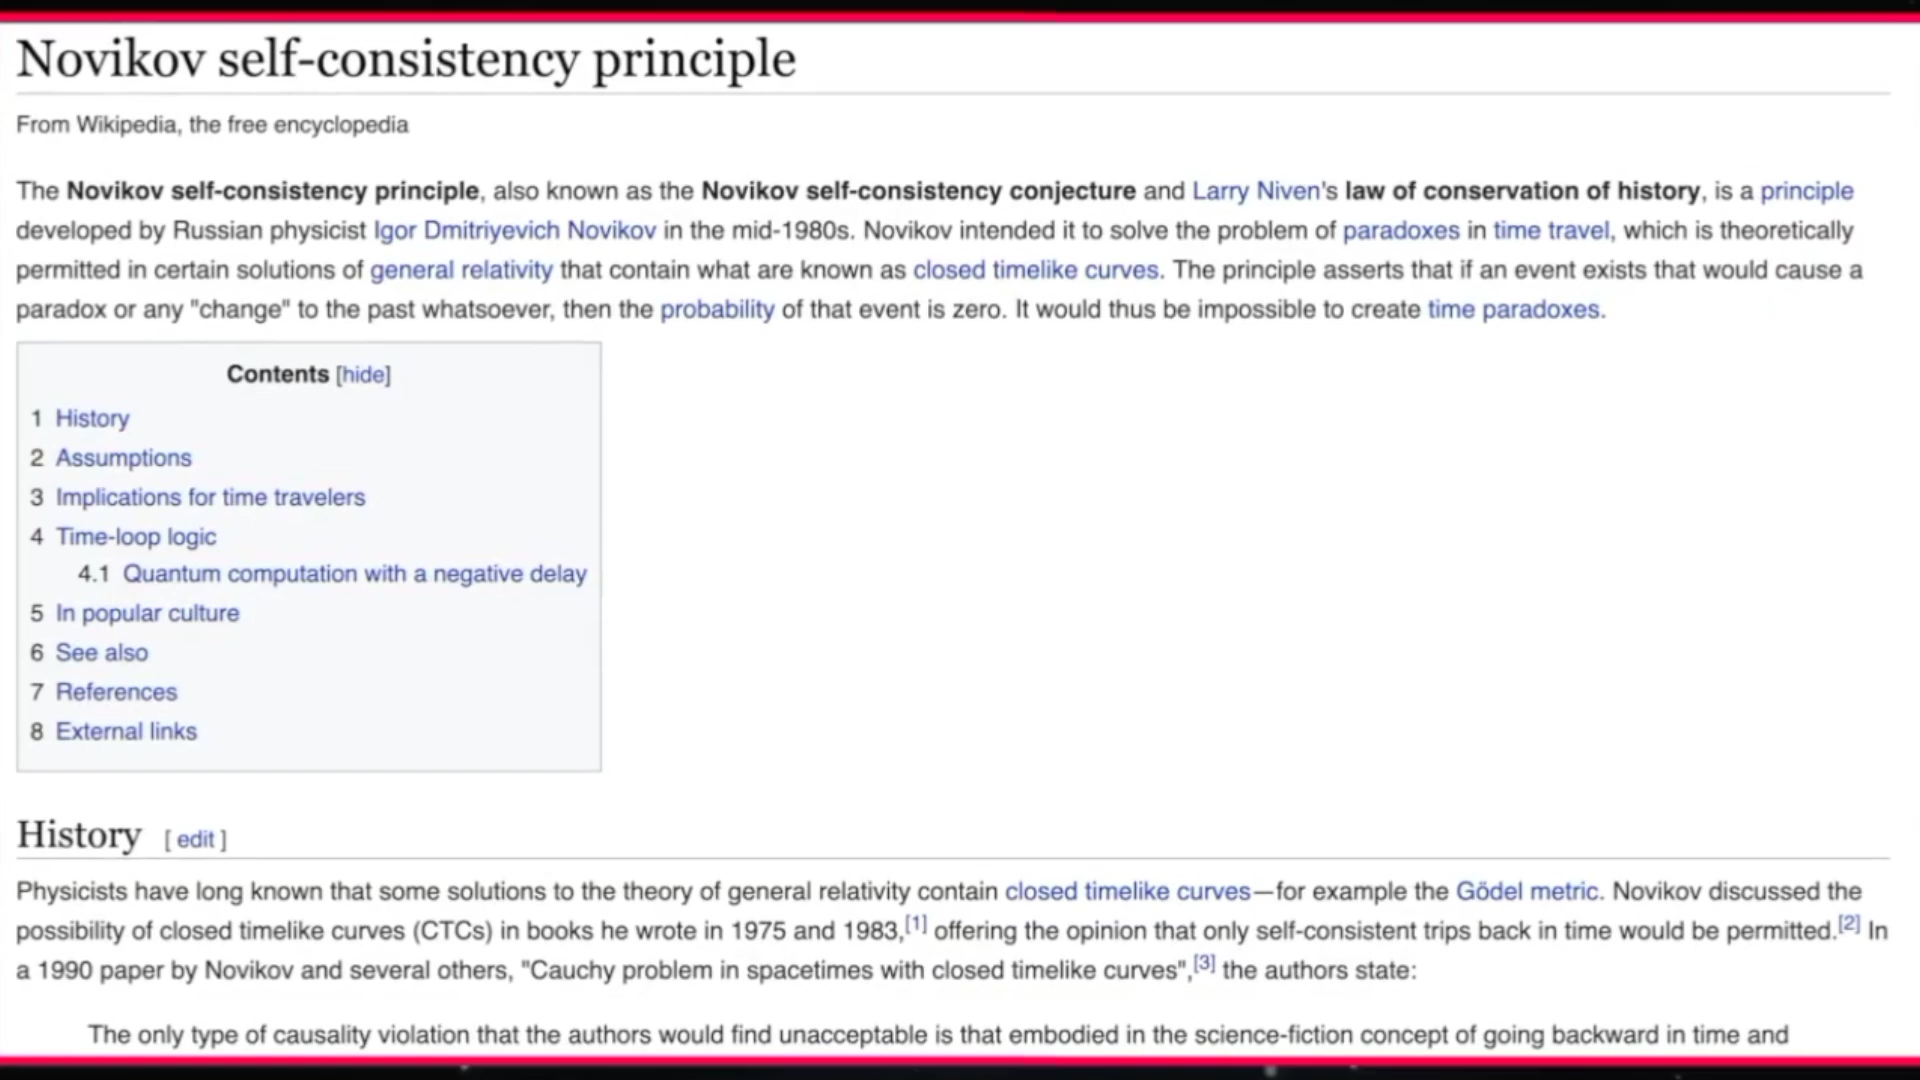 Novikov self-consistency principle
From Wikipedia, the free encyclopedia
The Novikov self-consistency principle, also known as the Novikov self-consistency conjecture and Larry Niven's law of conservation of history, is a principle
developed by Russian physicist Igor Dmitriyevich Novikov in the mid-1980s. Novikov intended it to solve the problem of paradoxes in time travel, which is theoretically
permitted in certain solutions of general relativity that contain what are known as closed timelike curves. The principle asserts that if an event exists that would cause a
paradox or any "change" to the past whatsoever, then the probability of that event is zero. It would thus be impossible to create time paradoxes.
Contents [hide]
1 History
2 Assumptions
3 Implications for time travelers
4 Time-loop logic
4.1 Quantum computation with a negative delay
5 In popular culture
6 See also
7 References
8 External links
History [ edit ]
Physicists have long known that some solutions to the theory of general relativity contain closed timelike curves—for example the Gödel metric. Novikov discussed the
possibility of closed timelike curves (CTCs) in books he wrote in 1975 and 1983,[1] offering the opinion that only self-consistent trips back in time would be permitted.[2] In
a 1990 paper by Novikov and several others, "Cauchy problem in spacetimes with closed timelike curves",[3] the authors state:
The only type of causality violation that the authors would find unacceptable is that embodied in the science-fiction concept of going backward in time and